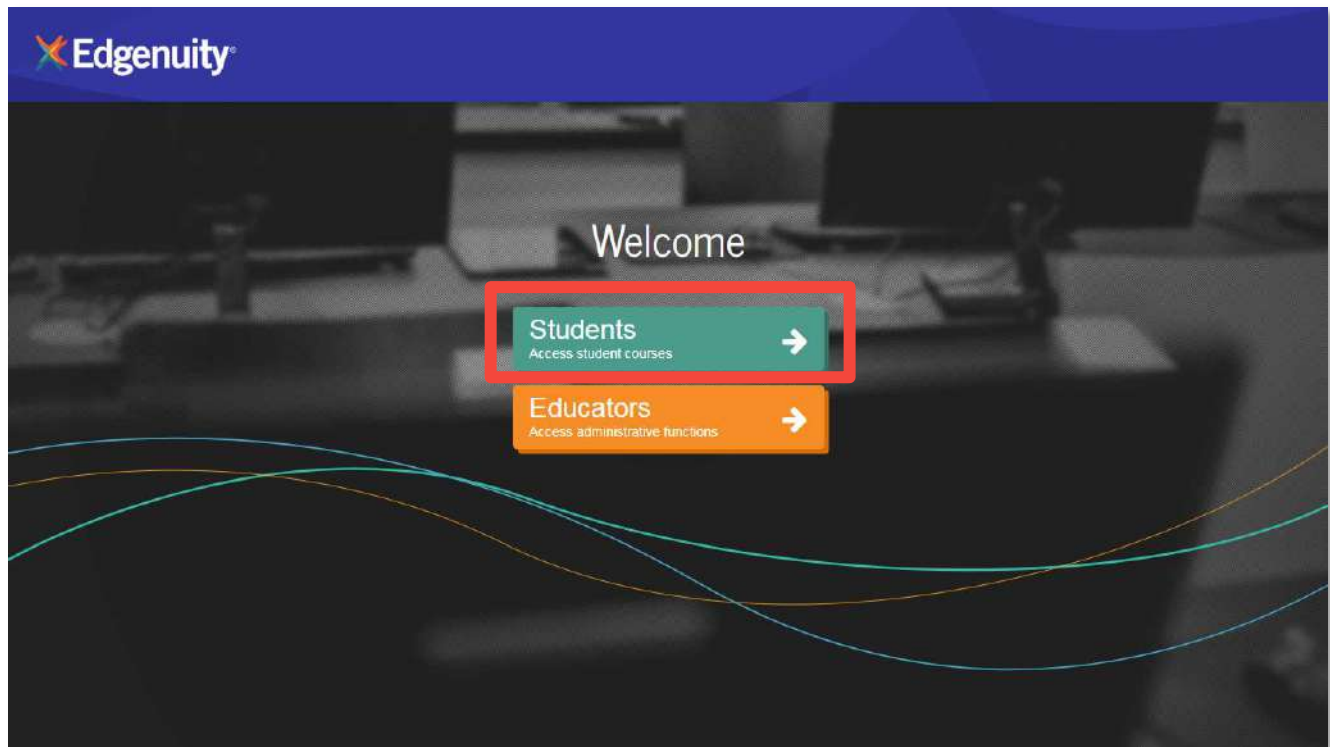 Edgenuity®
Welcome
Students
Access student courses
Educators
Access administrative functions